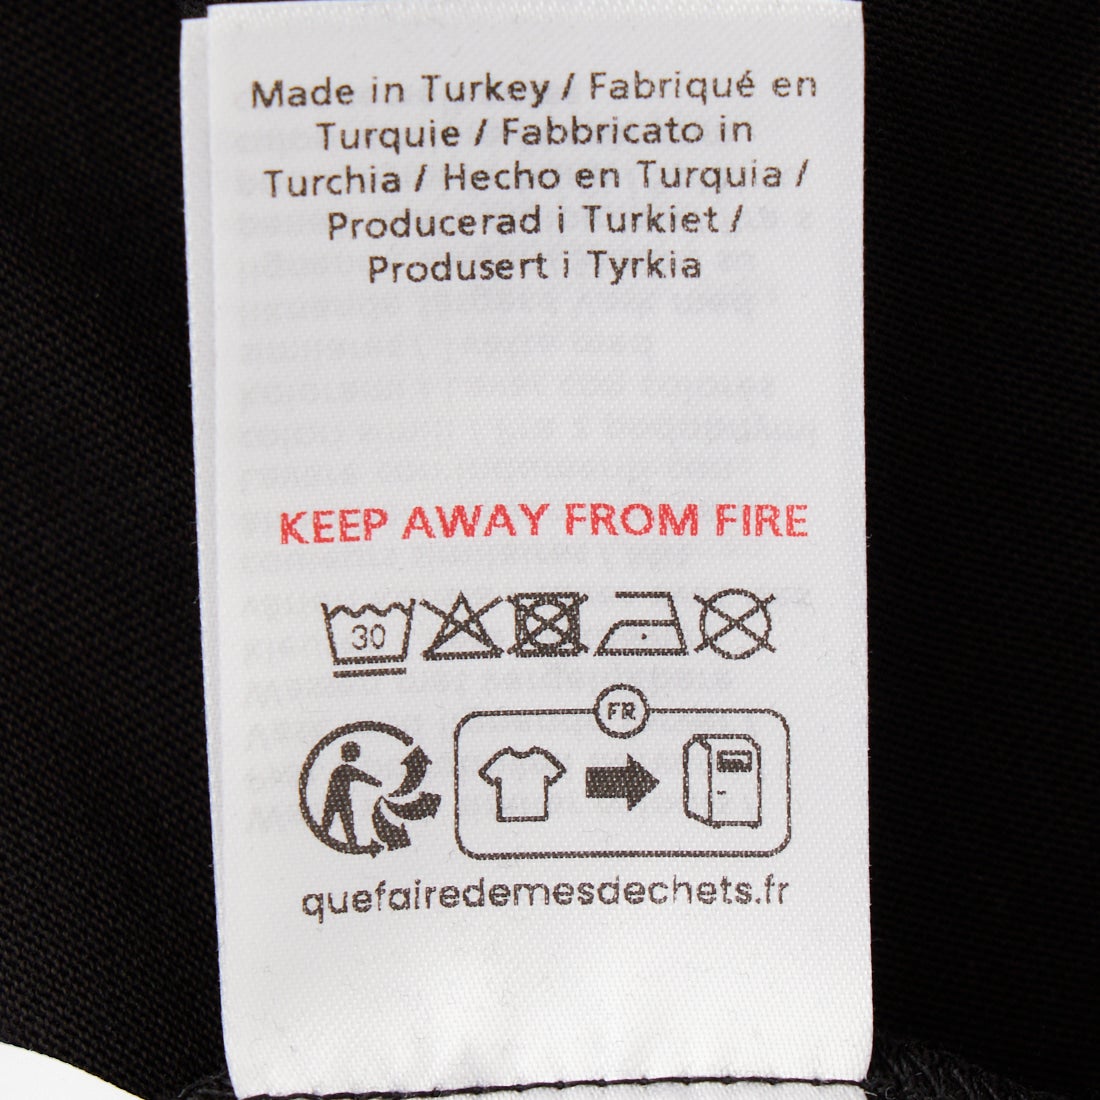 Made in Turkey / Fabriqué en
Turquie / Fabbricato in
Turchia / Hecho en Turquia /
Producerad i Turkiet /
Produsert i Tyrkia
KEEP AWAY FROM FIRE
30
FR
quefairedemesdechets.fr